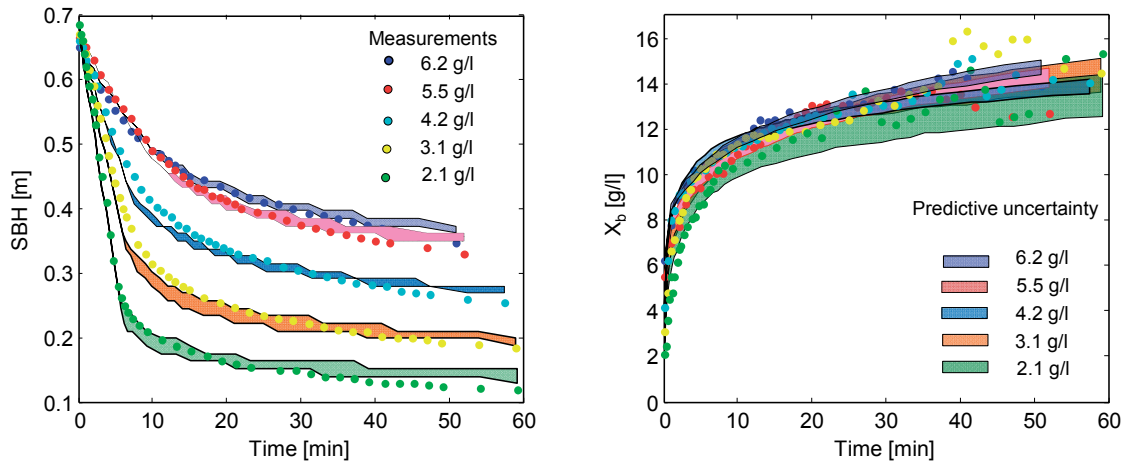 0.7
0.6
0.5
0.4
0.3
0.2
0.1
SBH [m]
0 10 20 30 40 50 60
Time [min]
Measurements
6.2 g/l
5.5 g/l
4.2 g/l
3.1 g/l
2.1 g/l
16
14
12
10
8
6
4
2
0
X_b [g/l]
0 10 20 30 40 50 60
Time [min]
Predictive uncertainty
6.2 g/l
5.5 g/l
4.2 g/l
3.1 g/l
2.1 g/l